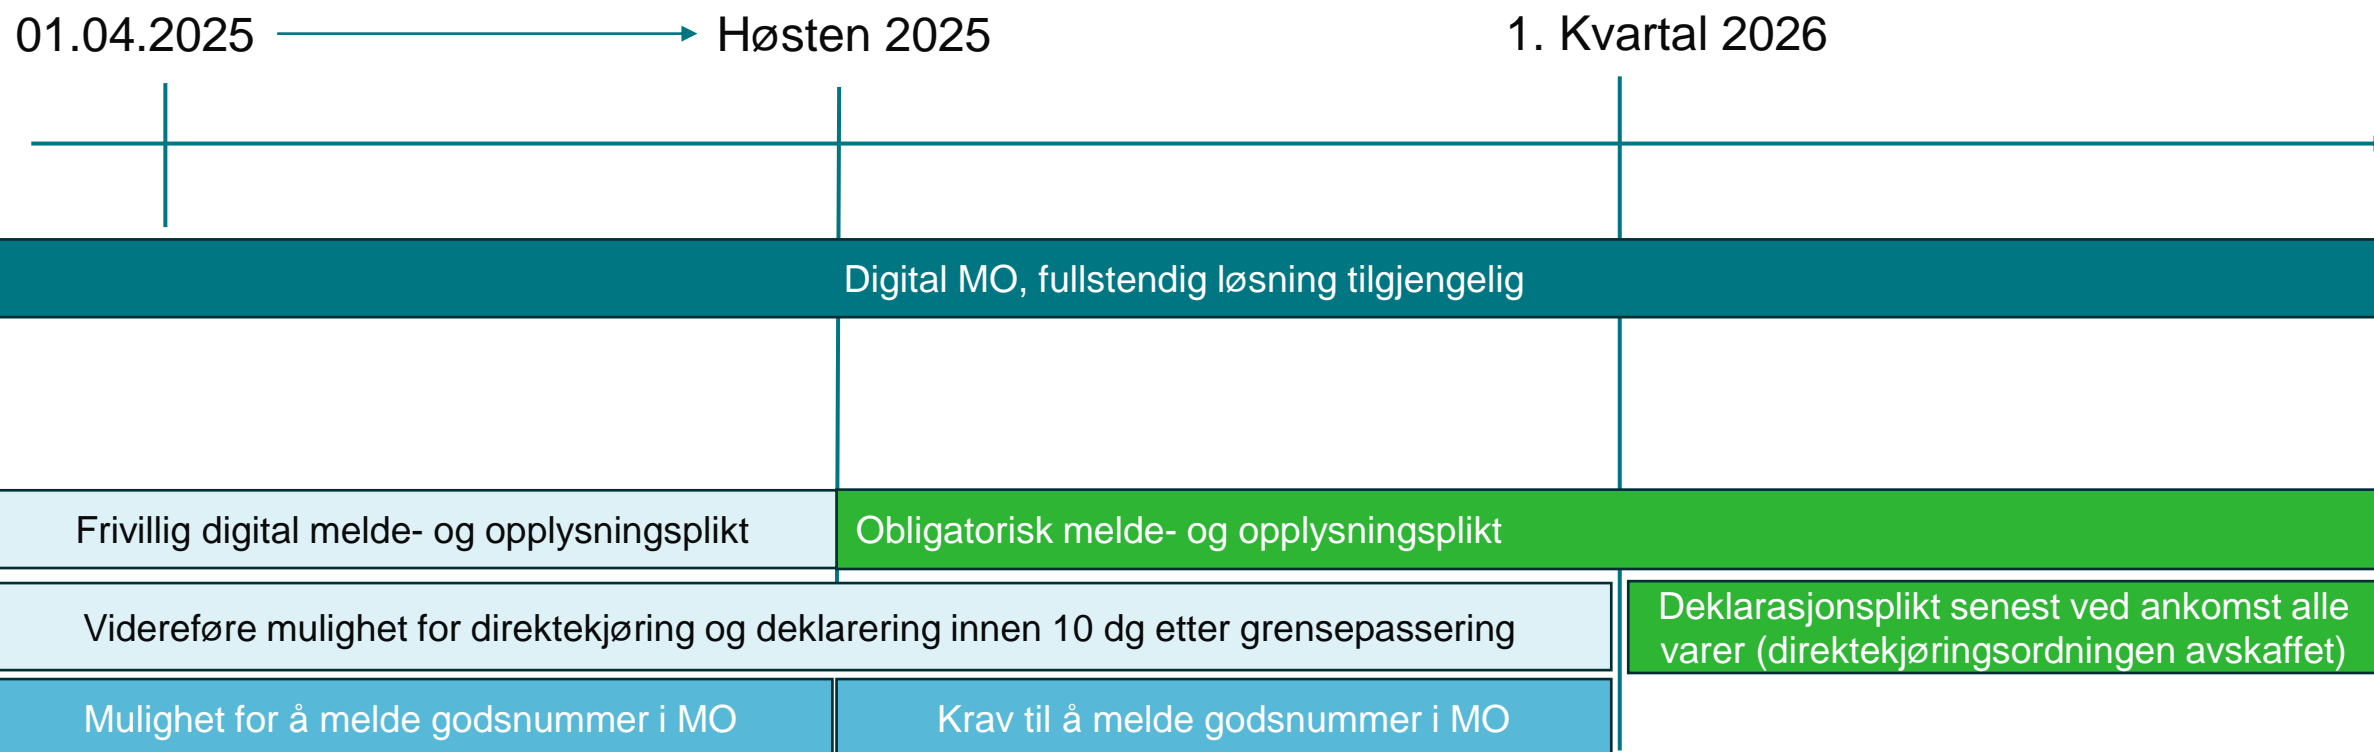 01.04.2025
Høsten 2025
1. Kvartal 2026
Digital MO, fullstendig løsning tilgjengelig
Frivillig digital melde- og opplysningsplikt
Obligatorisk melde- og opplysningsplikt
Videreføre mulighet for direktekjøring og deklarering innen 10 dg etter grensepassering
Deklarasjonsplikt senest ved ankomst alle
varer (direktekjøringsordningen avskaffet)
Mulighet for å melde godsnummer i MO
Krav til å melde godsnummer i MO